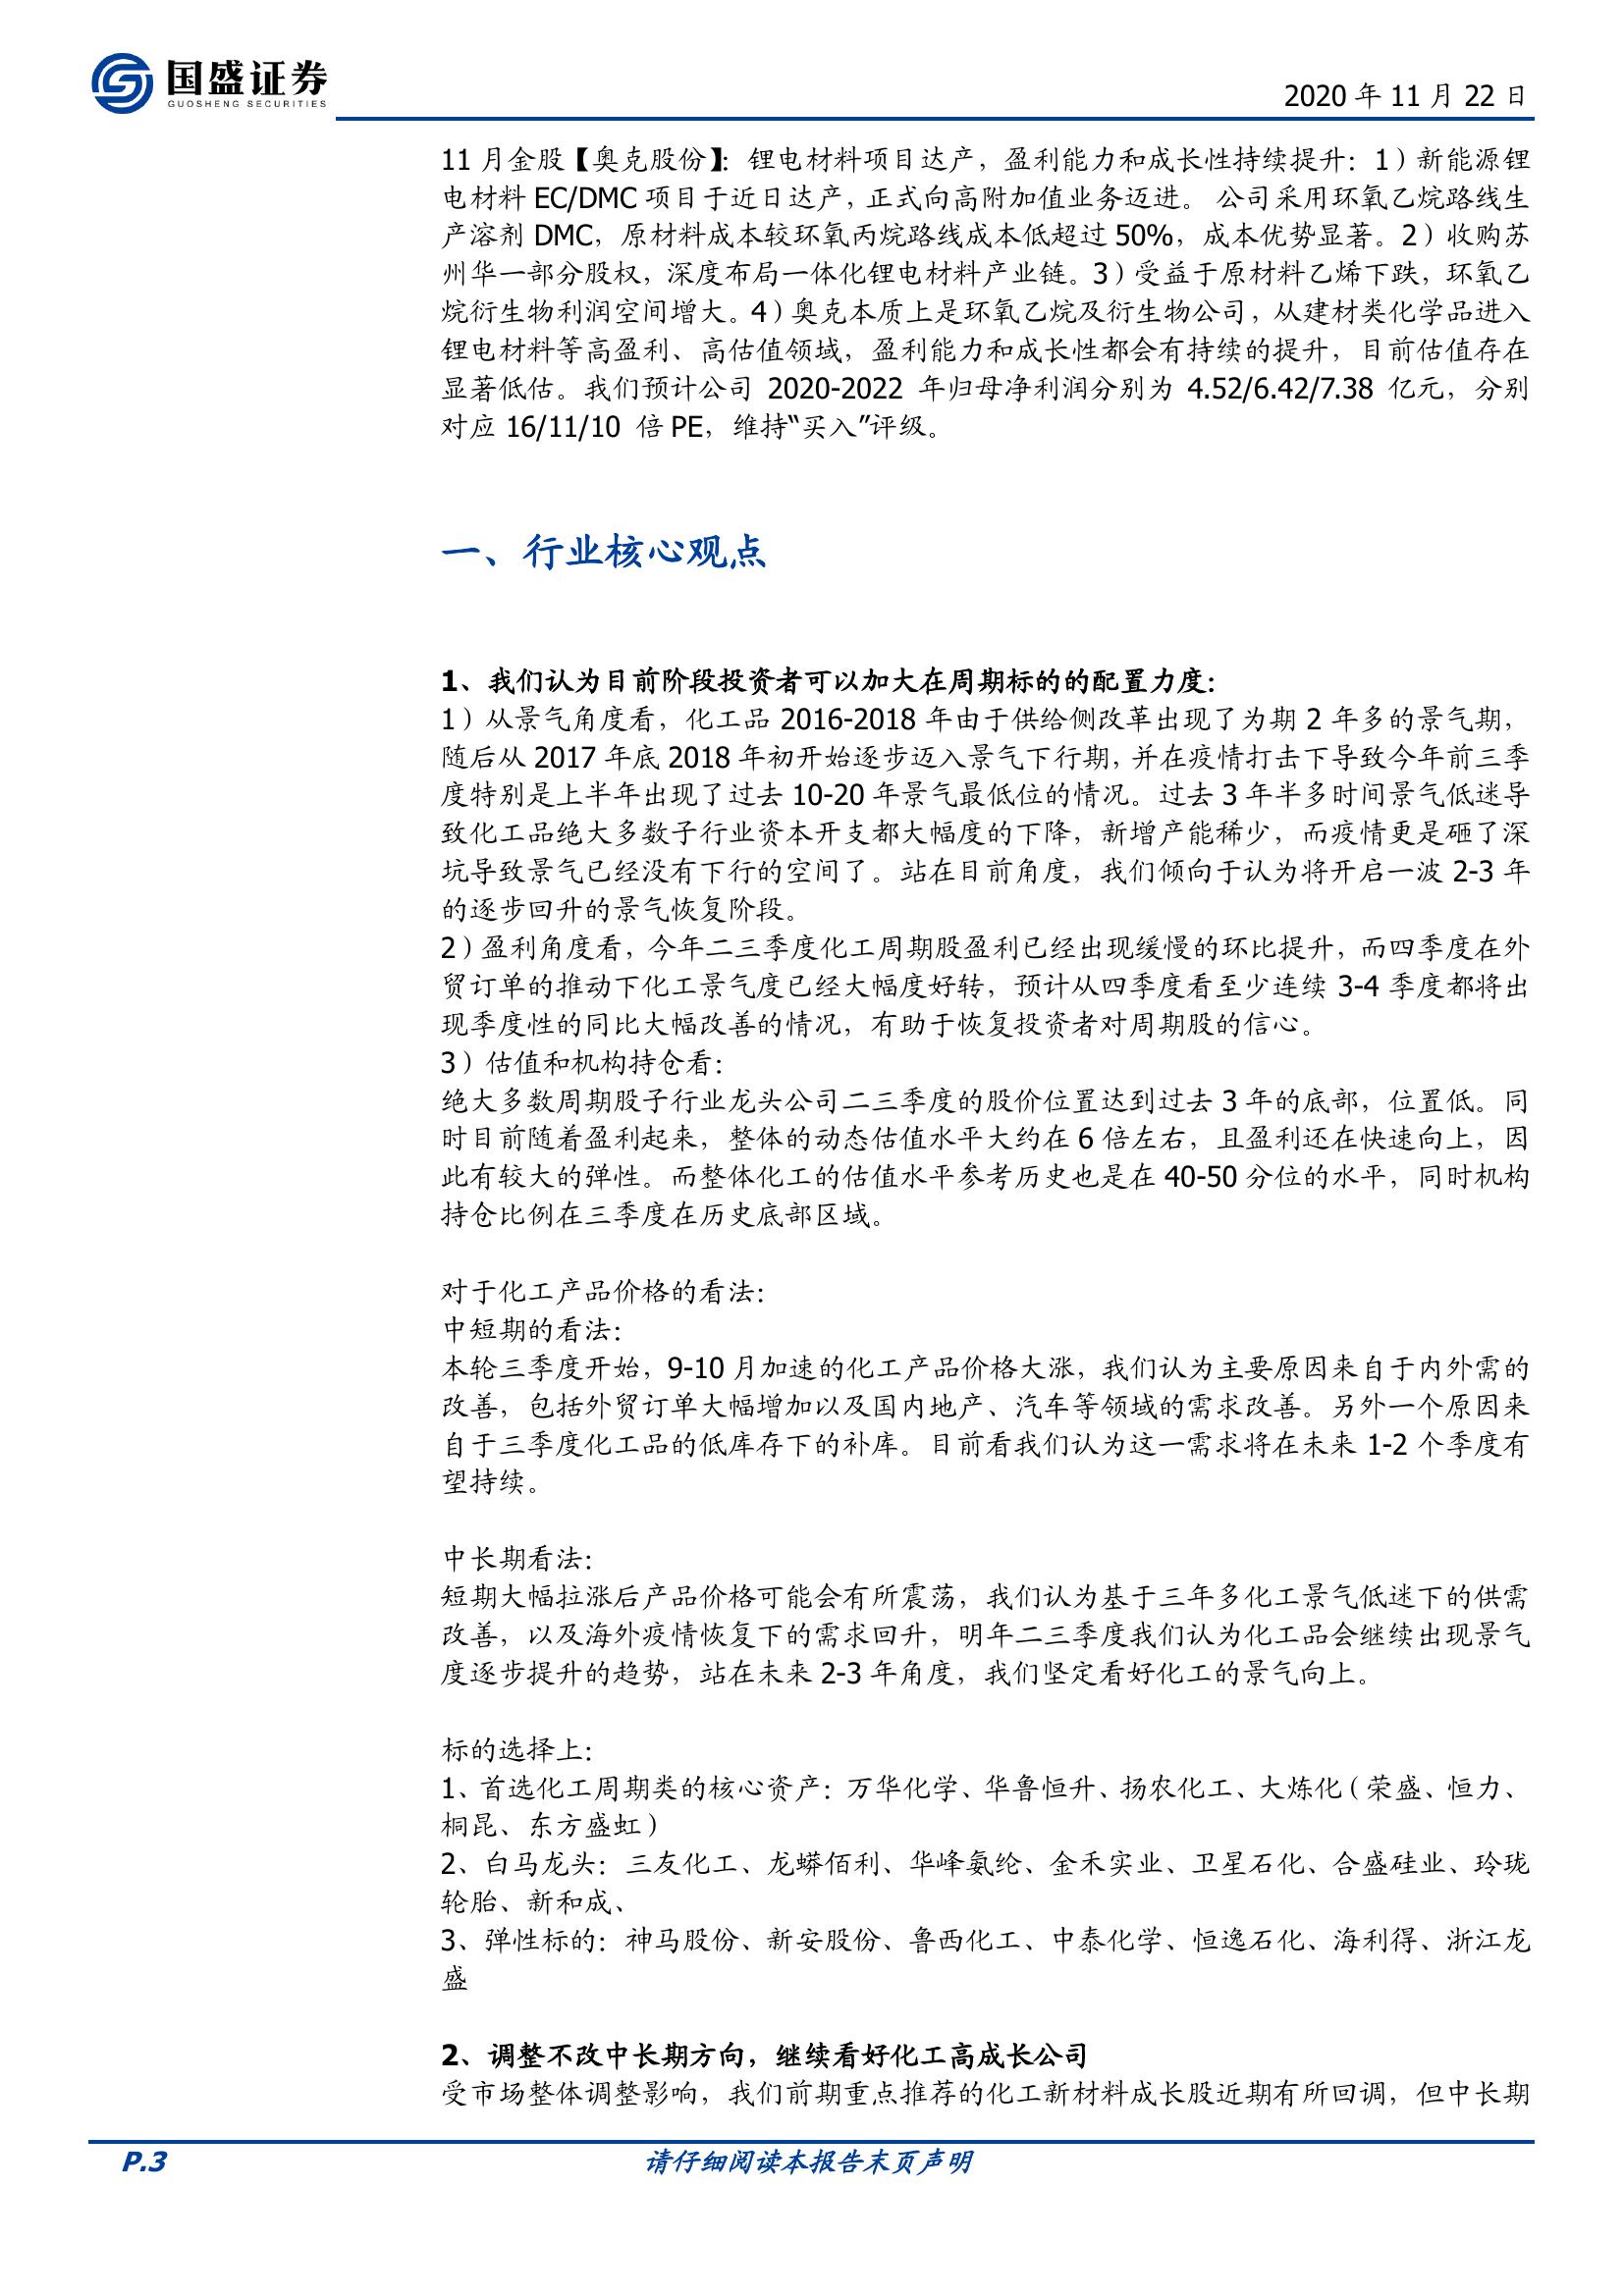 国盛证券
GUOSHENG SECURITIES
2020 年 11 月 22 日
11 月金股【奥克股份】：锂电材料项目达产，盈利能力和成长性持续提升：1）新能源锂
电材料 EC/DMC 项目于近日达产，正式向高附加值业务迈进。 公司采用环氧乙烷路线生
产溶剂 DMC，原材料成本较环氧丙烷路线成本低超过 50%，成本优势显著。2）收购苏
州华一部分股权，深度布局一体化锂电材料产业链。3）受益于原材料乙烯下跌，环氧乙
烷衍生物利润空间增大。4）奥克本质上是环氧乙烷及衍生物公司，从建材类化学品进入
锂电材料等高盈利、高估值领域，盈利能力和成长性都会有持续的提升，目前估值存在
显著低估。我们预计公司 2020-2022 年归母净利润分别为 4.52/6.42/7.38 亿元，分别
对应 16/11/10 倍 PE，维持“买入”评级。
一、行业核心观点
1、我们认为目前阶段投资者可以加大在周期标的的配置力度：
1）从景气角度看，化工品 2016-2018 年由于供给侧改革出现了为期 2 年多的景气期，
随后从 2017 年底 2018 年初开始逐步迈入景气下行期，并在疫情打击下导致今年前三季
度特别是上半年出现了过去 10-20 年景气最低位的情况。过去 3 年半多时间景气低迷导
致化工品绝大多数子行业资本开支都大幅度的下降，新增产能稀少，而疫情更是砸了深
坑导致景气已经没有下行的空间了。站在目前角度，我们倾向于认为将开启一波 2-3 年
的逐步回升的景气恢复阶段。
2）盈利角度看，今年二三季度化工周期股盈利已经出现缓慢的环比提升，而四季度在外
贸订单的推动下化工景气度已经大幅度好转，预计从四季度看至少连续 3-4 季度都将出
现季度性的同比大幅改善的情况，有助于恢复投资者对周期股的信心。
3）估值和机构持仓看：
绝大多数周期股子行业龙头公司二三季度的股价位置达到过去 3 年的底部，位置低。同
时目前随着盈利起来，整体的动态估值水平大约在 6 倍左右，且盈利还在快速向上，因
此有较大的弹性。而整体化工的估值水平参考历史也是在 40-50 分位的水平，同时机构
持仓比例在三季度在历史底部区域。
对于化工产品价格的看法：
中短期的看法：
本轮三季度开始，9-10 月加速的化工产品价格大涨，我们认为主要原因来自于内外需的
改善，包括外贸订单大幅增加以及国内地产、汽车等领域的需求改善。另外一个原因来
自于三季度化工品的低库存下的补库。目前看我们认为这一需求将在未来 1-2 个季度有
望持续。
中长期看法：
短期大幅拉涨后产品价格可能会有所震荡，我们认为基于三年多化工景气低迷下的供需
改善，以及海外疫情恢复下的需求回升，明年二三季度我们认为化工品会继续出现景气
度逐步提升的趋势，站在未来 2-3 年角度，我们坚定看好化工的景气向上。
标的选择上：
1、首选化工周期类的核心资产：万华化学、华鲁恒升、扬农化工、大炼化（荣盛、恒力、
桐昆、东方盛虹）
2、白马龙头：三友化工、龙蟒佰利、华峰氨纶、金禾实业、卫星石化、合盛硅业、玲珑
轮胎、新和成、
3、弹性标的：神马股份、新安股份、鲁西化工、中泰化学、恒逸石化、海利得、浙江龙
盛
2、调整不改中长期方向，继续看好化工高成长公司
受市场整体调整影响，我们前期重点推荐的化工新材料成长股近期有所回调，但中长期
P.3
请仔细阅读本报告末页声明